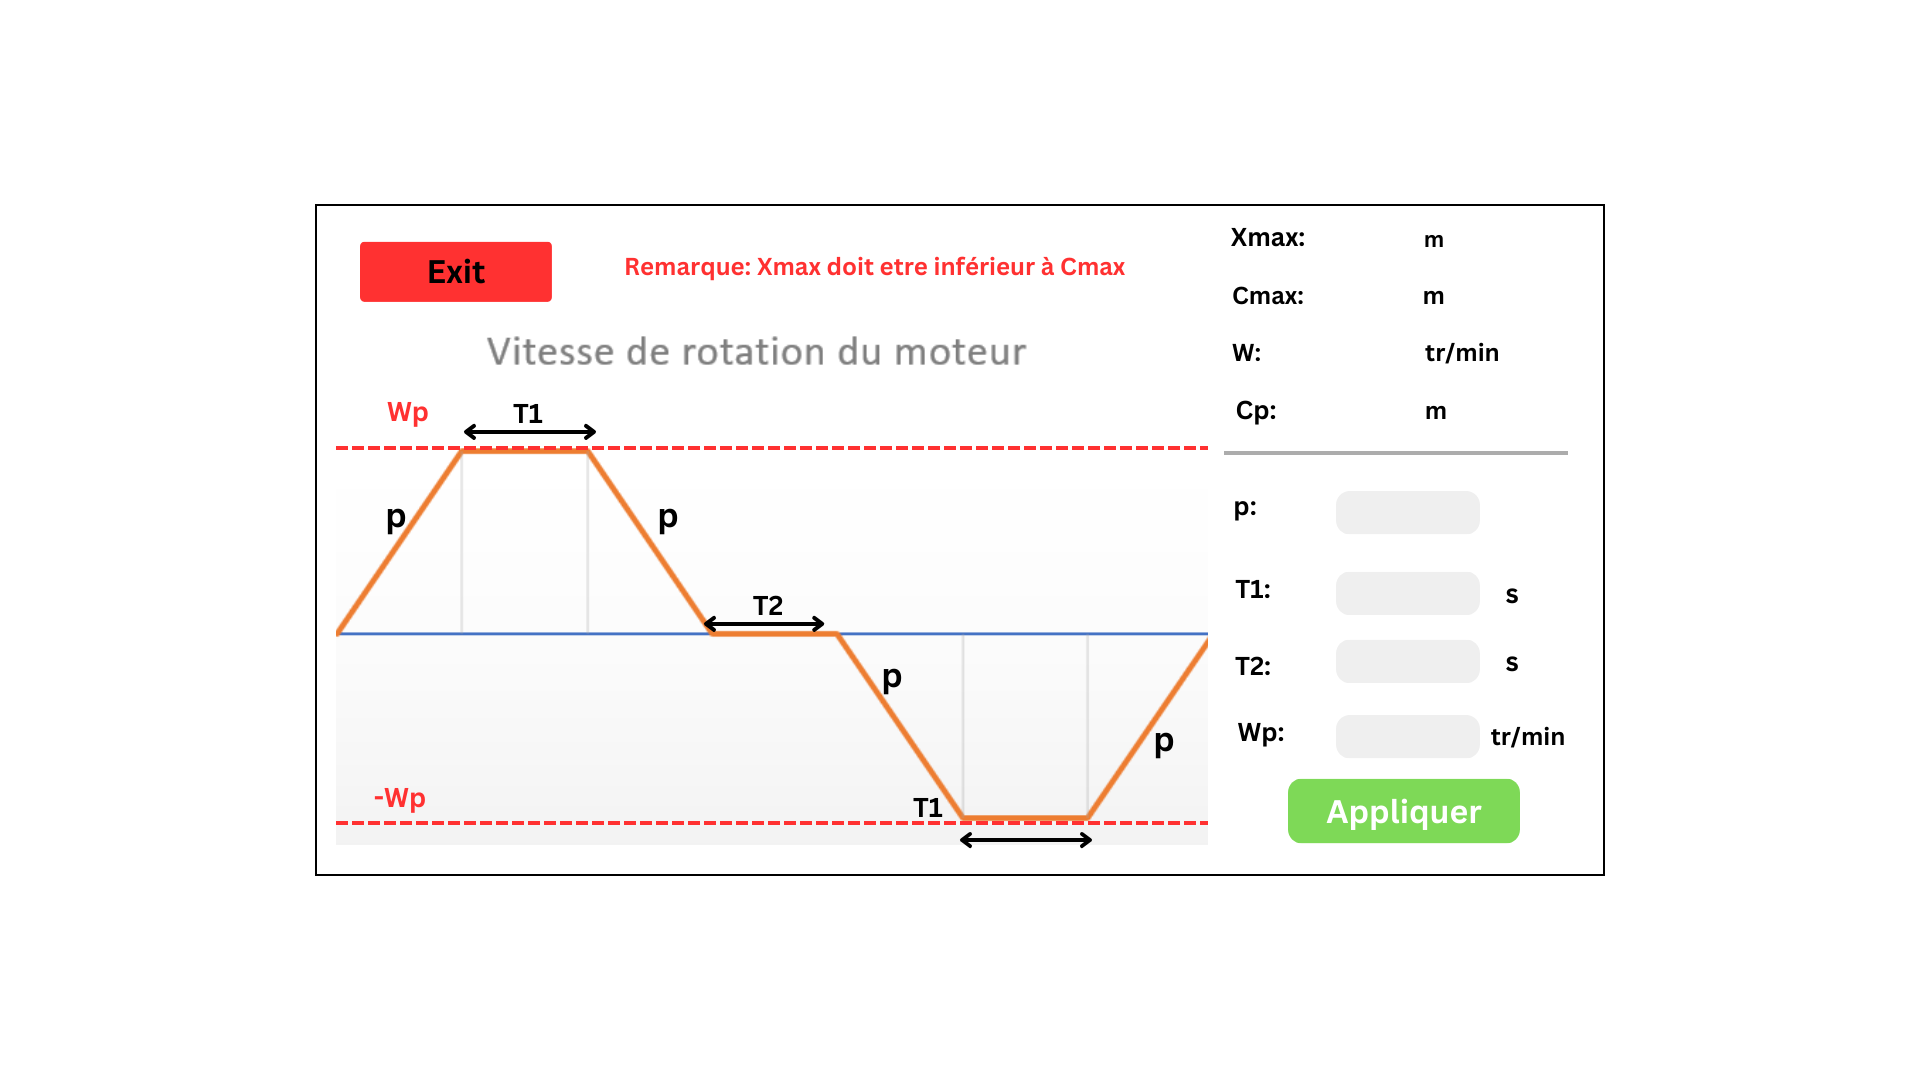 Exit
Remarque: Xmax doit etre inférieur à Cmax
Vitesse de rotation du moteur
Wp
T1
p
p
T2
p
p
-Wp
T1
Xmax: m
Cmax: m
W: tr/min
Cp: m
p:
T1: s
T2: s
Wp: tr/min
Appliquer